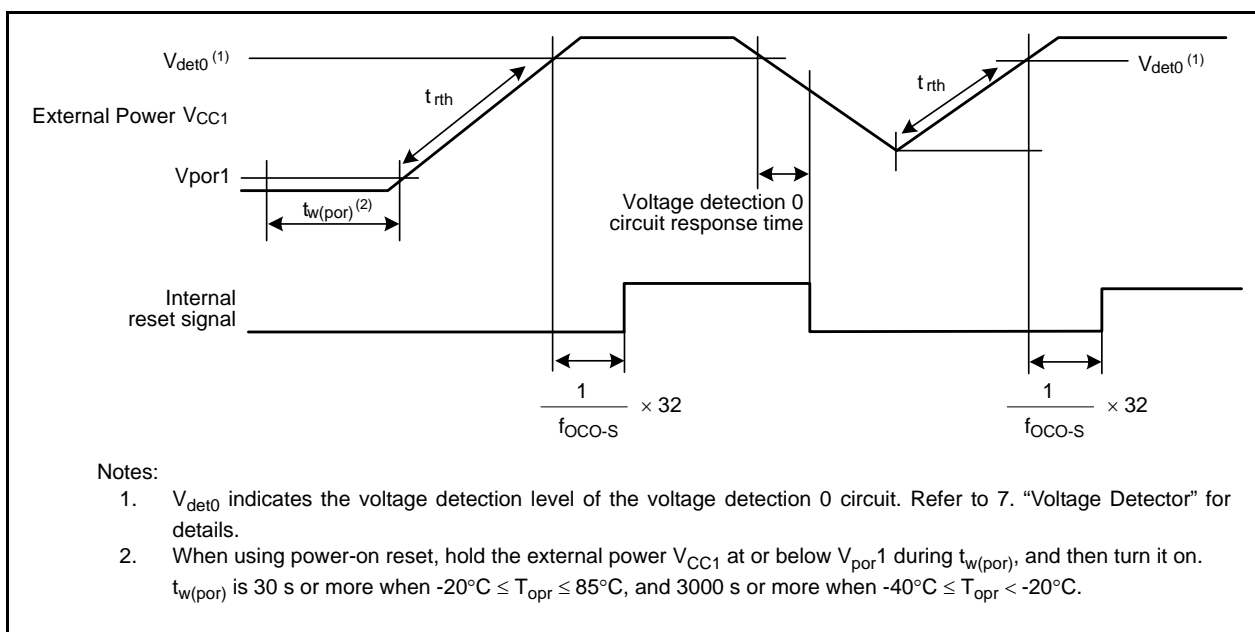 Vdet0 (1)
Vdet0 (1)
trth
trth
External Power VCC1
Vpor1
tw(por)(2)
Voltage detection 0
circuit response time
Internal
reset signal
1
fOCO-S
× 32
1
fOCO-S
× 32
Notes:
1. Vdet0 indicates the voltage detection level of the voltage detection 0 circuit. Refer to 7. “Voltage Detector” for
details.
2. When using power-on reset, hold the external power VCC1 at or below Vpor1 during tw(por), and then turn it on.
tw(por) is 30 s or more when -20°C ≤ Topr ≤ 85°C, and 3000 s or more when -40°C ≤ Topr < -20°C.